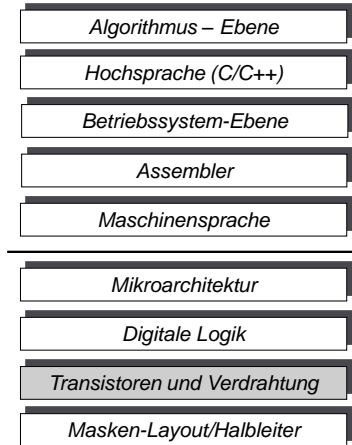 Algorithmus – Ebene
Hochsprache (C/C++)
Betriebssystem-Ebene
Assembler
Maschinensprache
Mikroarchitektur
Digitale Logik
Transistoren und Verdrahtung
Masken-Layout/Halbleiter